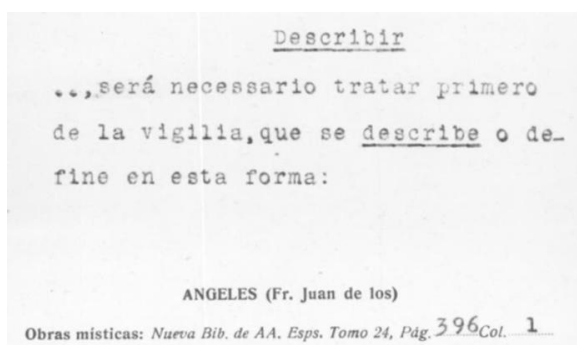 Describir
..,será necessario tratar primero
de la vigilia,que se describe o de_
fine en esta forma:
ANGELES (Fr. Juan de los)
Obras místicas: Nueva Bib. de AA. Esps. Tomo 24, Pág. 396 Col. 1